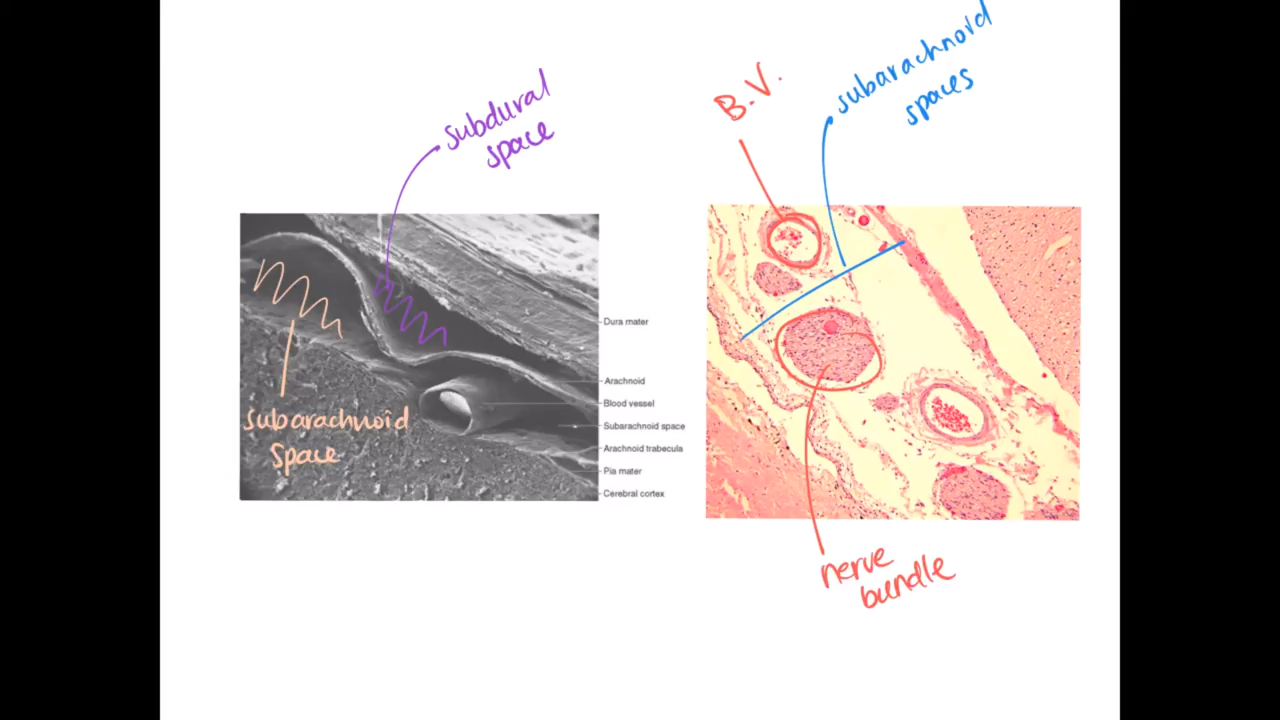 subdural
space
B.V.
subarachnoid
spaces
Dura mater
Arachnoid
Blood vessel
Subarachnoid space
Arachnoid trabecula
Pia mater
Cerebral cortex
subarachnoid
space
nerve
bundle